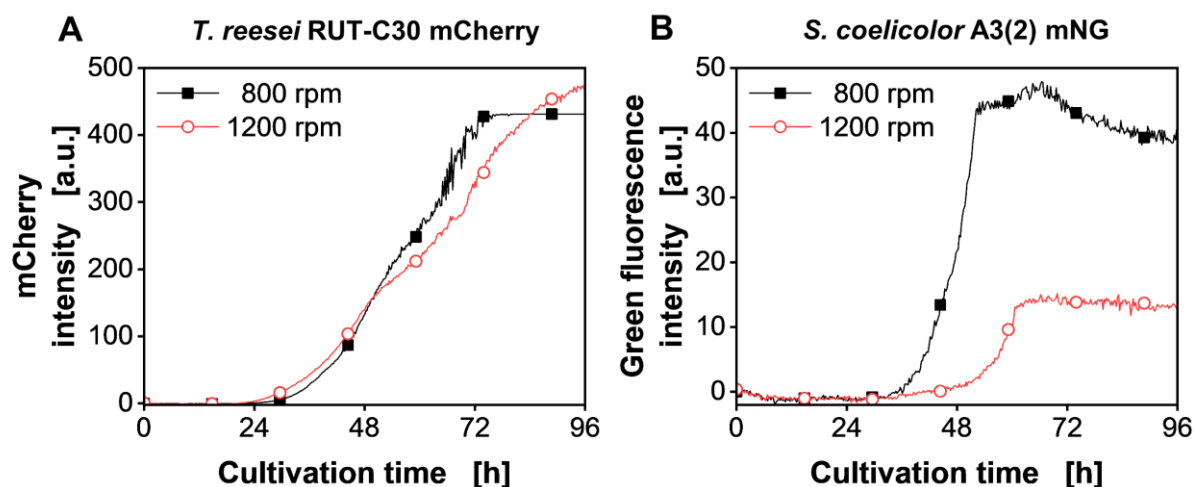 A T. reesei RUT-C30 mCherry
500
400
300
200
100
0
mCherry
intensity [a.u.]
800 rpm
1200 rpm
0 24 48 72 96
Cultivation time [h]
B S. coelicolor A3(2) mNG
50
40
30
20
10
0
Green fluorescence
intensity [a.u.]
800 rpm
1200 rpm
0 24 48 72 96
Cultivation time [h]